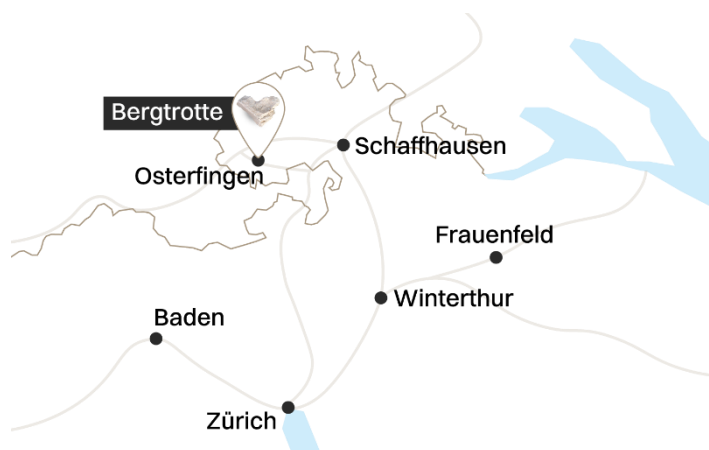 Bergtrotte
Schaffhausen
Osterfingen
Frauenfeld
Winterthur
Baden
Zürich